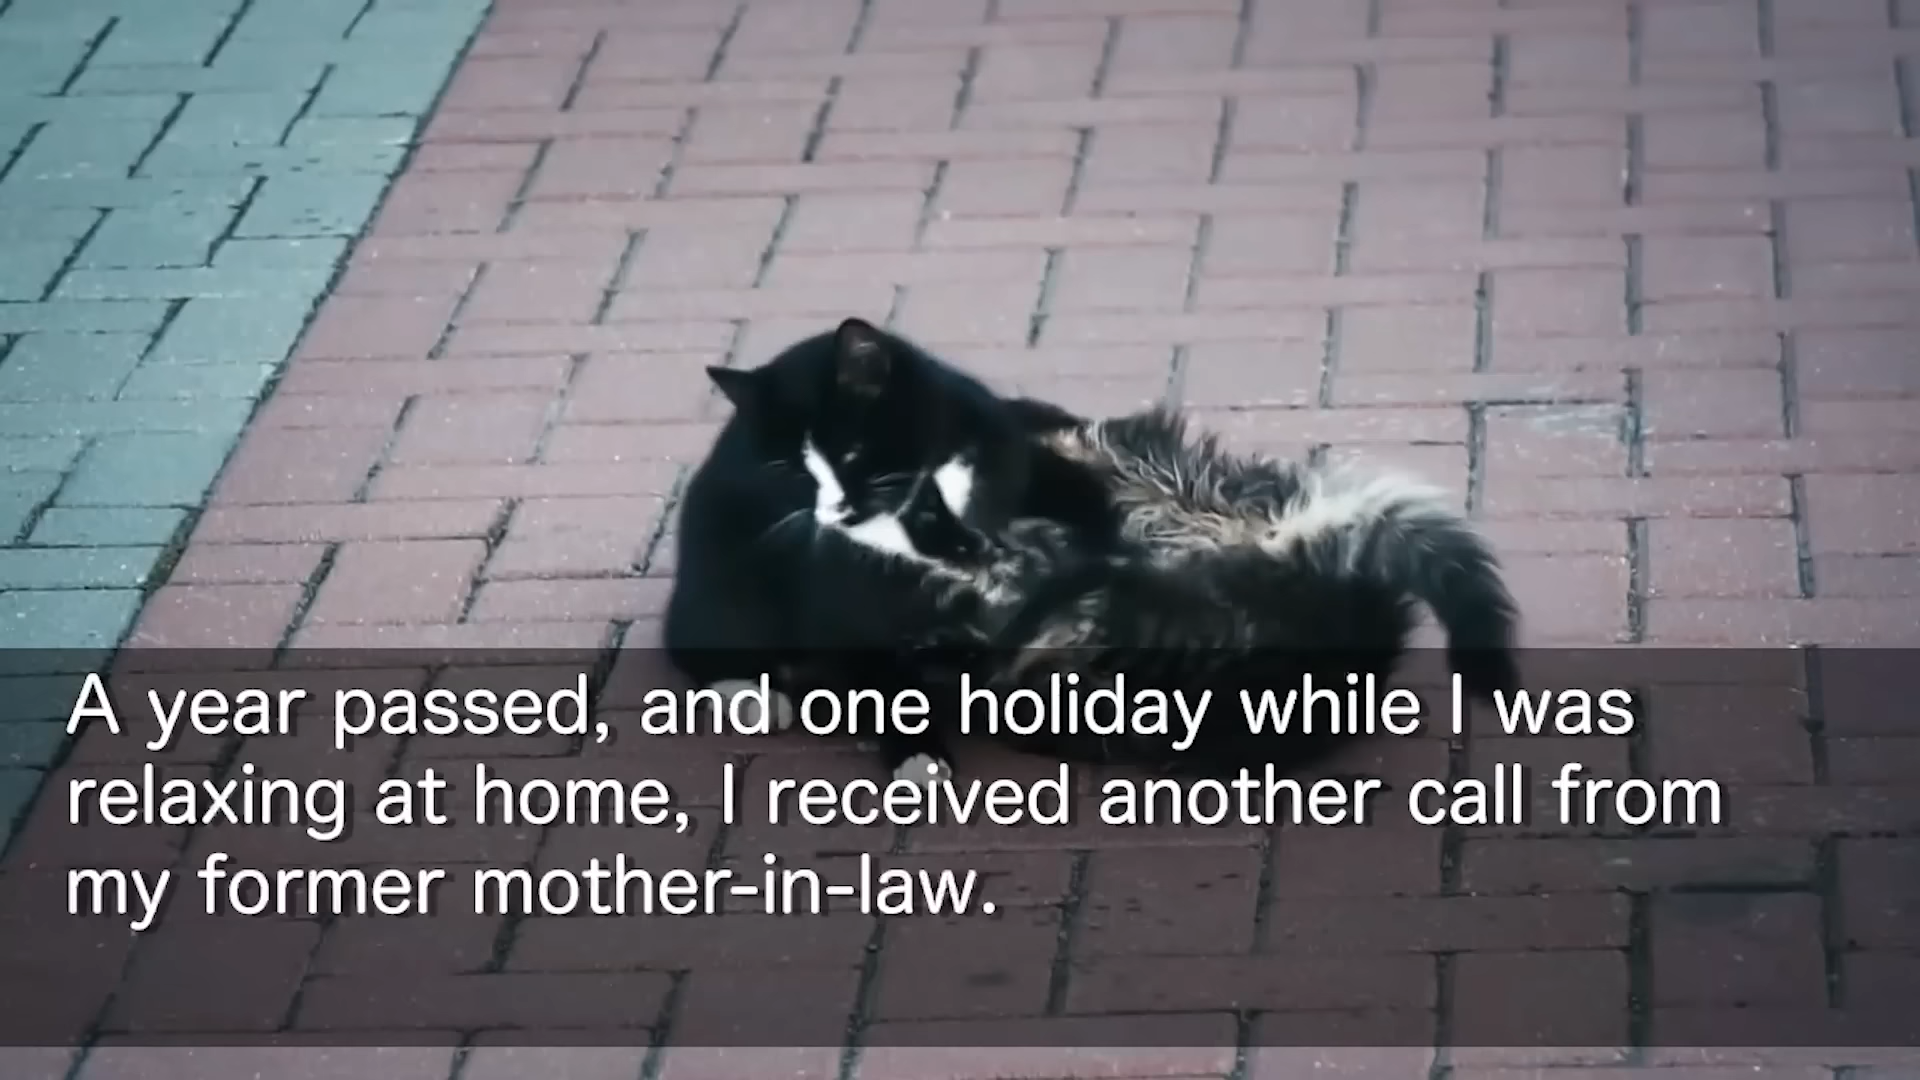 A year passed, and one holiday while I was
relaxing at home, I received another call from
my former mother-in-law.